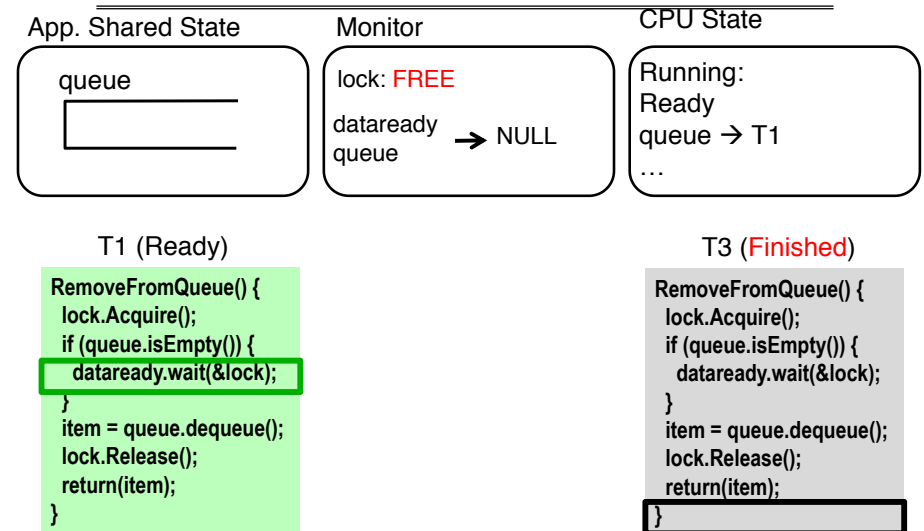 App. Shared State
Monitor
CPU State
queue
lock: FREE
dataready
queue
→ NULL
Running:
Ready
queue → T1
…
T1 (Ready)
RemoveFromQueue() {
lock.Acquire();
if (queue.isEmpty()) {
dataready.wait(&lock);
}
item = queue.dequeue();
lock.Release();
return(item);
}
T3 (Finished)
RemoveFromQueue() {
lock.Acquire();
if (queue.isEmpty()) {
dataready.wait(&lock);
}
item = queue.dequeue();
lock.Release();
return(item);
}